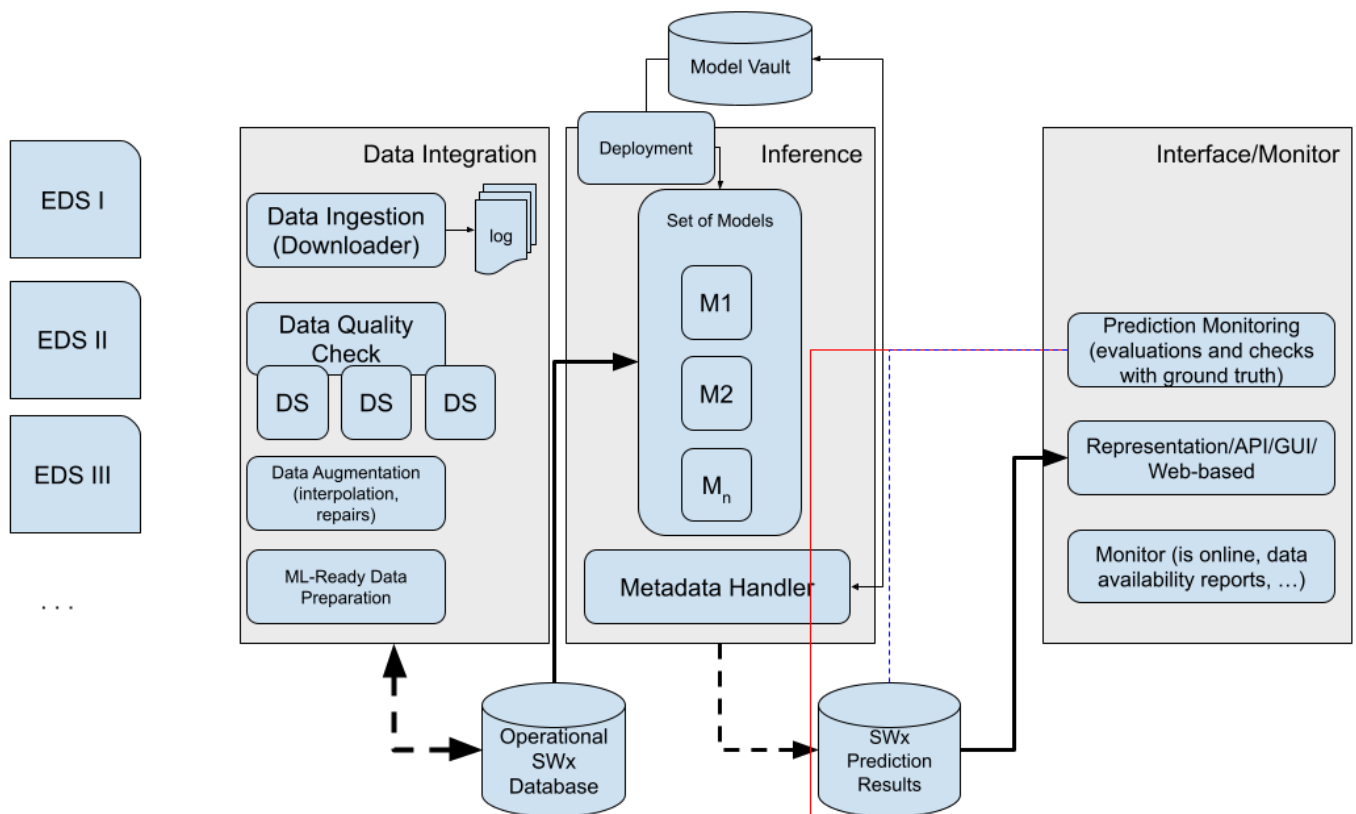 Model Vault
EDS I
EDS II
EDS III
. . .
Data Integration
Data Ingestion
(Downloader)
log
Data Quality
Check
DS
DS
DS
Data Augmentation
(interpolation,
repairs)
ML-Ready Data
Preparation
Operational
SWx
Database
Deployment
Inference
Set of Models
M1
M2
Mn
Metadata Handler
SWx
Prediction
Results
Interface/Monitor
Prediction Monitoring
(evaluations and checks
with ground truth)
Representation/API/GUI/
Web-based
Monitor (is online, data
availability reports, …)